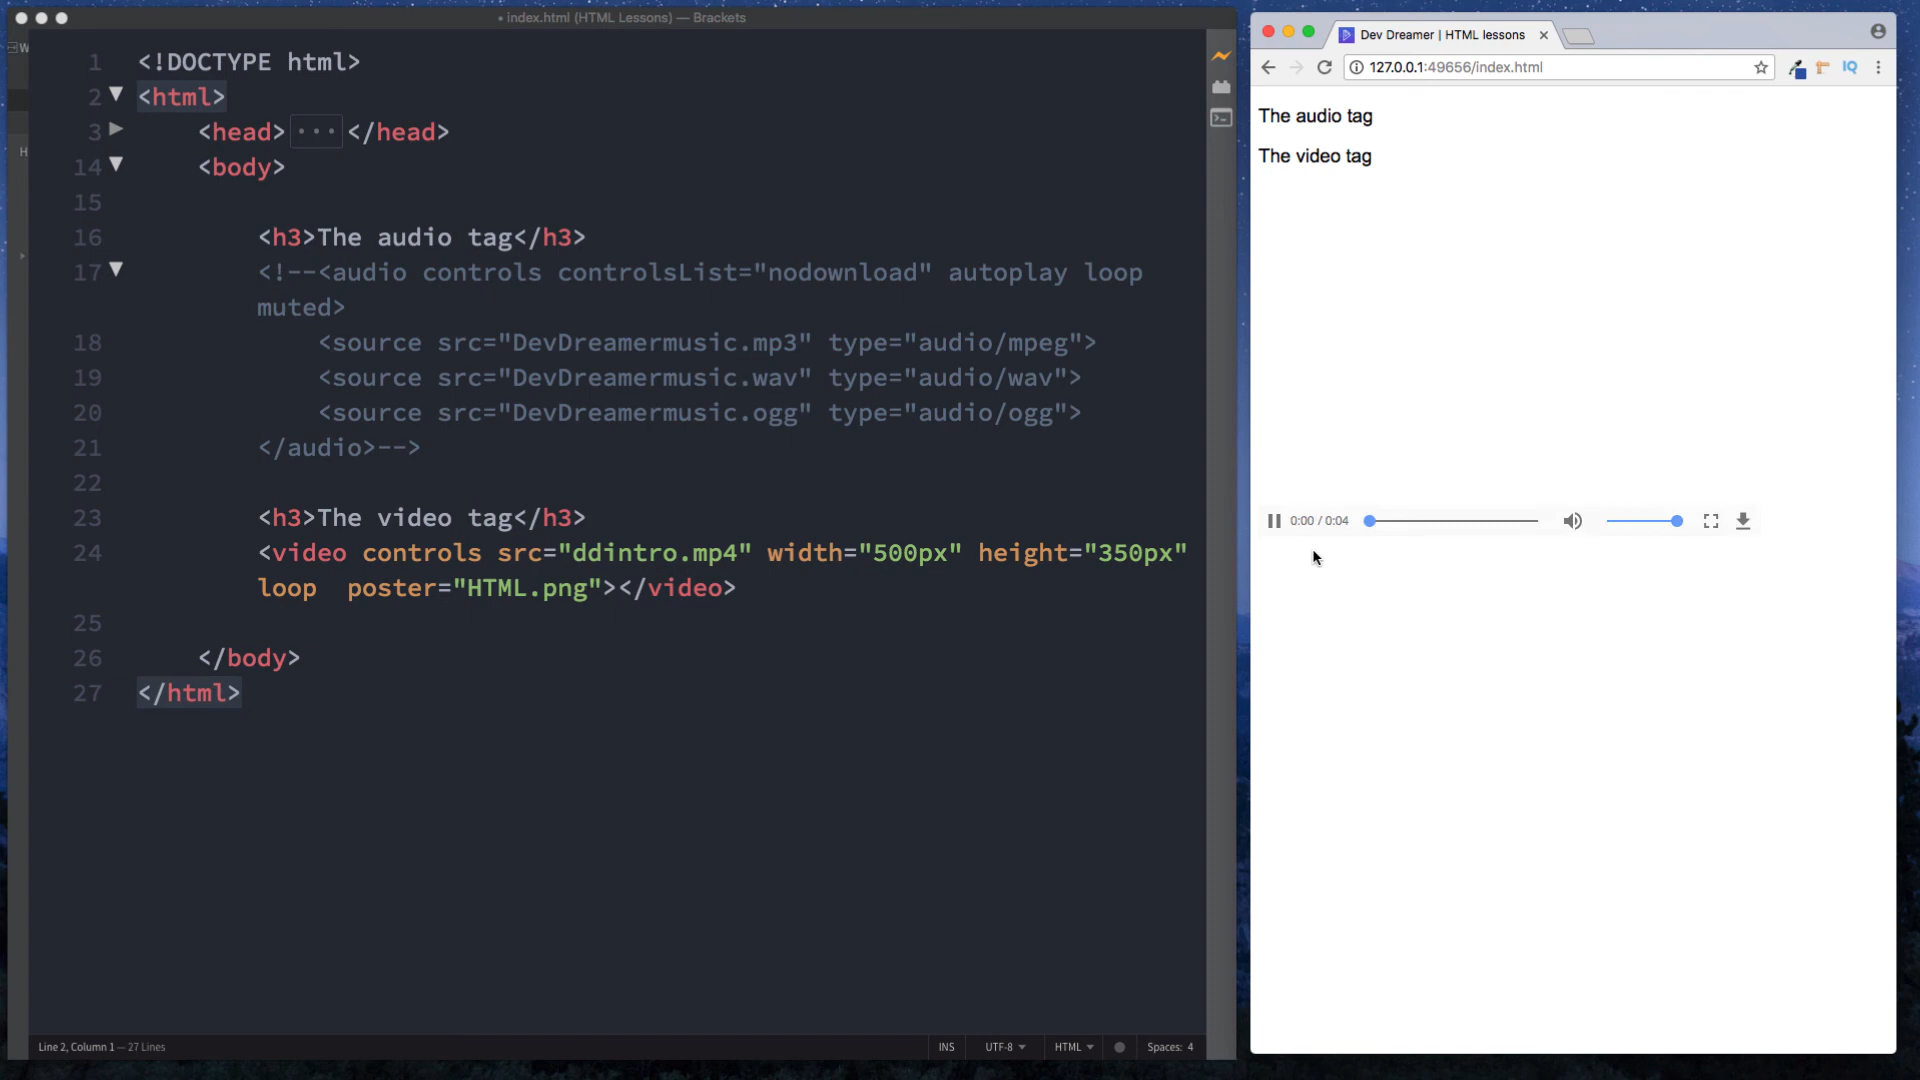 • index.html (HTML Lessons) — Brackets
W
H
1 <!DOCTYPE html>
2 <html>
3 <head> ··· </head>
14 <body>
15
16 <h3>The audio tag</h3>
17 <!--<audio controls controlsList="nodownload" autoplay loop
muted>
18 <source src="DevDreamermusic.mp3" type="audio/mpeg">
19 <source src="DevDreamermusic.wav" type="audio/wav">
20 <source src="DevDreamermusic.ogg" type="audio/ogg">
21 </audio>-->
22
23 <h3>The video tag</h3>
24 <video controls src="ddintro.mp4" width="500px" height="350px"
loop  poster="HTML.png"></video>
25
26 </body>
27 </html>
Line 2, Column 1 — 27 Lines
INS UTF-8 HTML Spaces: 4
Dev Dreamer | HTML lessons
127.0.0.1:49656/index.html
IQ
The audio tag
The video tag
0:00 / 0:04